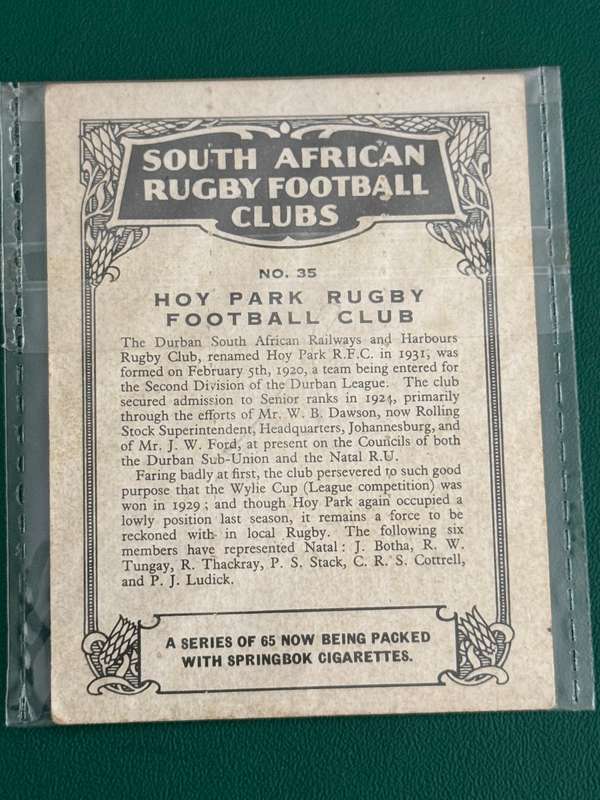 SOUTH AFRICAN
RUGBY FOOTBALL
CLUBS
NO. 35
HOY PARK RUGBY
FOOTBALL CLUB
The Durban South African Railways and Harbours
Rugby Club, renamed Hoy Park R.F.C. in 1931, was
formed on February 5th, 1920, a team being entered for
the Second Division of the Durban League. The club
secured admission to Senior ranks in 1924, primarily
through the efforts of Mr. W. B. Dawson, now Rolling
Stock Superintendent, Headquarters, Johannesburg, and
of Mr. J. W. Ford, at present on the Councils of both
the Durban Sub-Union and the Natal R.U.
Faring badly at first, the club persevered to such good
purpose that the Wylie Cup (League competition) was
won in 1929 ; and though Hoy Park again occupied a
lowly position last season, it remains a force to be
reckoned with in local Rugby. The following six
members have represented Natal : J. Botha, R. W.
Tungay, R. Thackray, P. S. Stack, C. R. S. Cottrell,
and P. J. Ludick.
A SERIES OF 65 NOW BEING PACKED
WITH SPRINGBOK CIGARETTES.